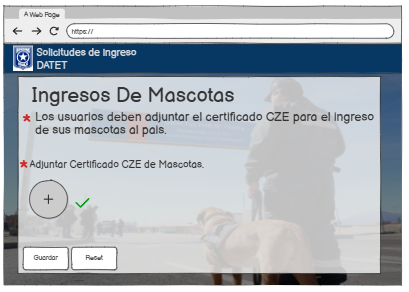 A Web Page
https://
Solicitudes de Ingreso
DATET
Ingresos De Mascotas
* Los usuarios deben adjuntar el certificado CZE para el ingreso
de sus mascotas al pais.
* Adjuntar Certificado CZE de Mascotas.
+
Guardar Reset